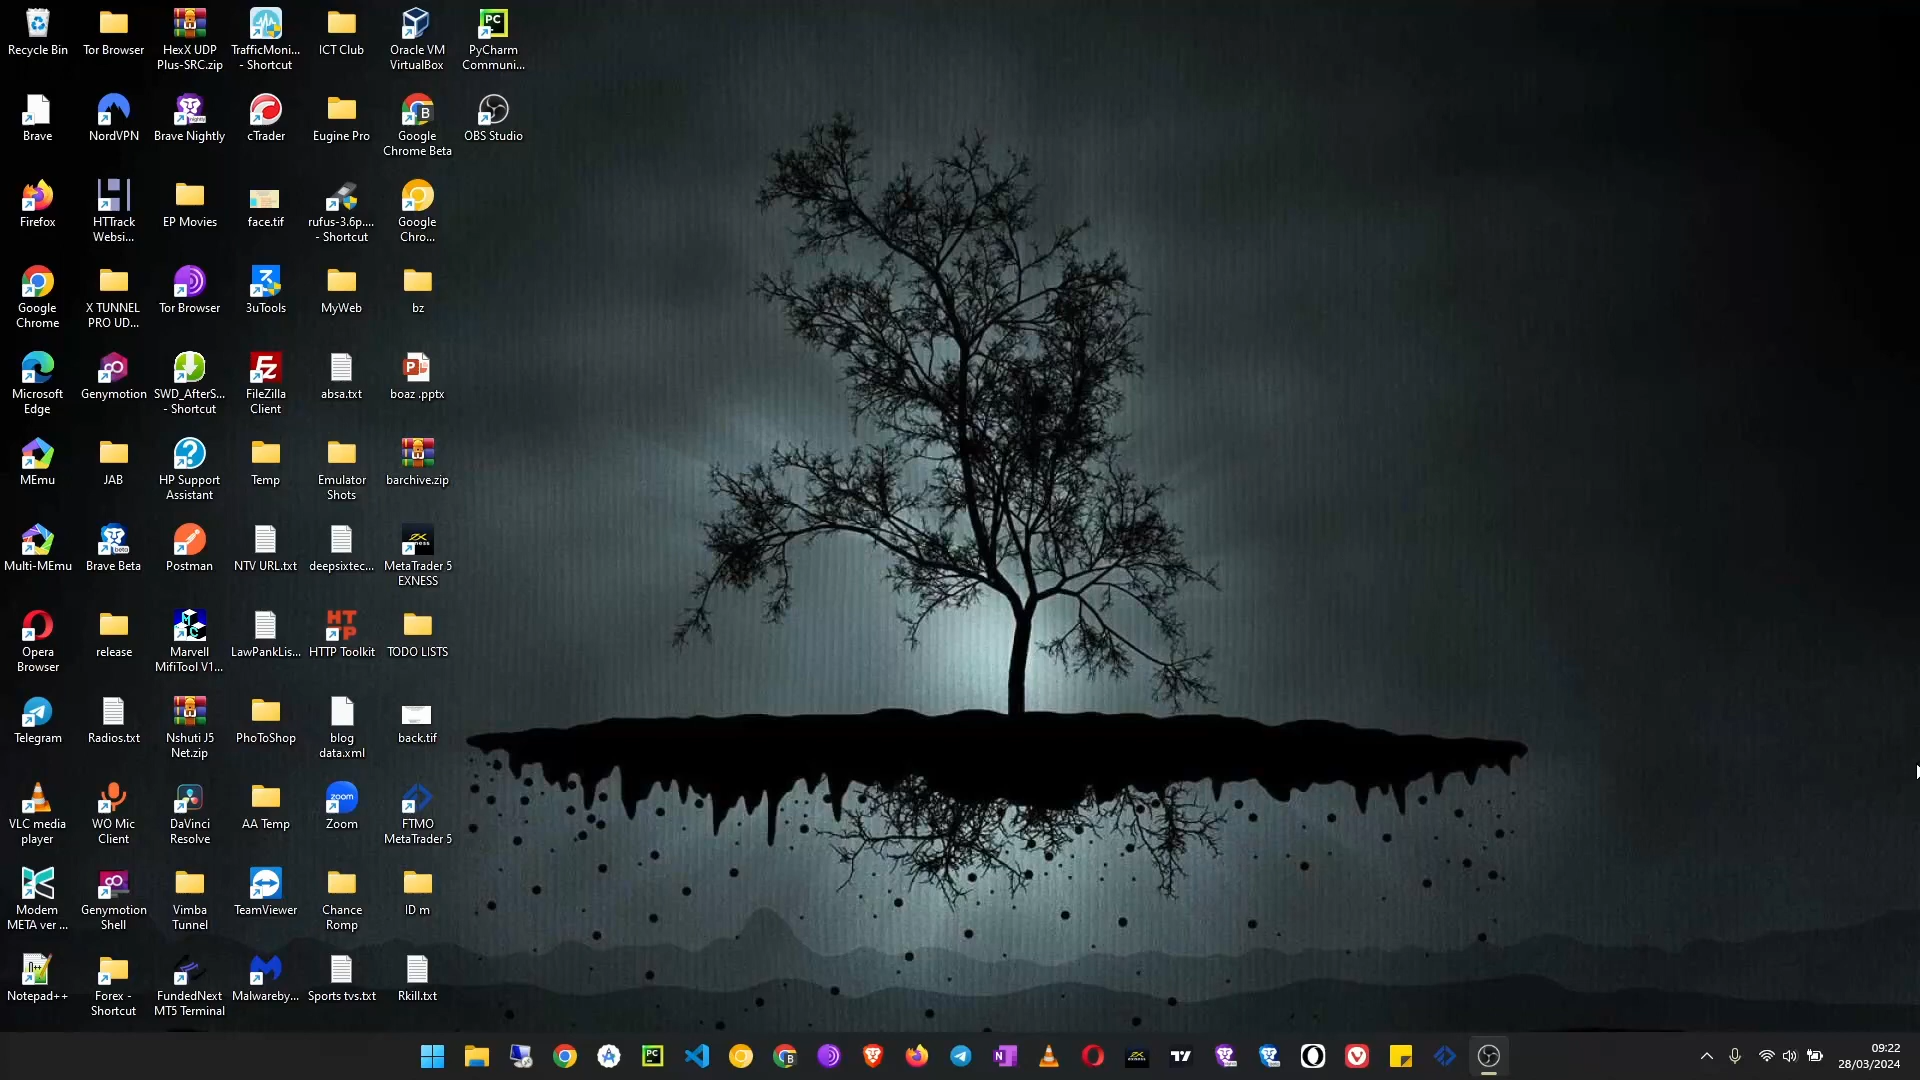 Recycle Bin
Tor Browser
HexX UDP
Plus-SRC.zip
TrafficMoni...
- Shortcut
ICT Club
Oracle VM
VirtualBox
PyCharm
Communi...
Brave
NordVPN
Brave Nightly
cTrader
Eugine Pro
Google
Chrome Beta
OBS Studio
Firefox
HTTrack
Websi...
EP Movies
face.tif
rufus-3.6p....
- Shortcut
Google
Chro...
Google
Chrome
X TUNNEL
PRO UD...
Tor Browser
3uTools
MyWeb
bz
Microsoft
Edge
Genymotion
SWD_AfterS...
- Shortcut
FileZilla
Client
absa.txt
boaz .pptx
MEmu
JAB
HP Support
Assistant
Temp
Emulator
Shots
barchive.zip
Multi-MEmu
Brave Beta
Postman
NTV URL.txt
deepsixtec...
MetaTrader 5
EXNESS
Opera
Browser
release
Marvell
MifiTool V1...
LawPankLis...
HTTP Toolkit
TODO LISTS
Telegram
Radios.txt
Nshuti J5
Net.zip
PhoToShop
blog
data.xml
back.tif
VLC media
player
WO Mic
Client
DaVinci
Resolve
AA Temp
Zoom
FTMO
MetaTrader 5
Modem
META ver ...
Genymotion
Shell
Vimba
Tunnel
TeamViewer
Chance
Romp
ID m
Notepad++
Forex -
Shortcut
FundedNext
MT5 Terminal
Malwareby...
Sports tvs.txt
Rkill.txt
09:22
28/03/2024